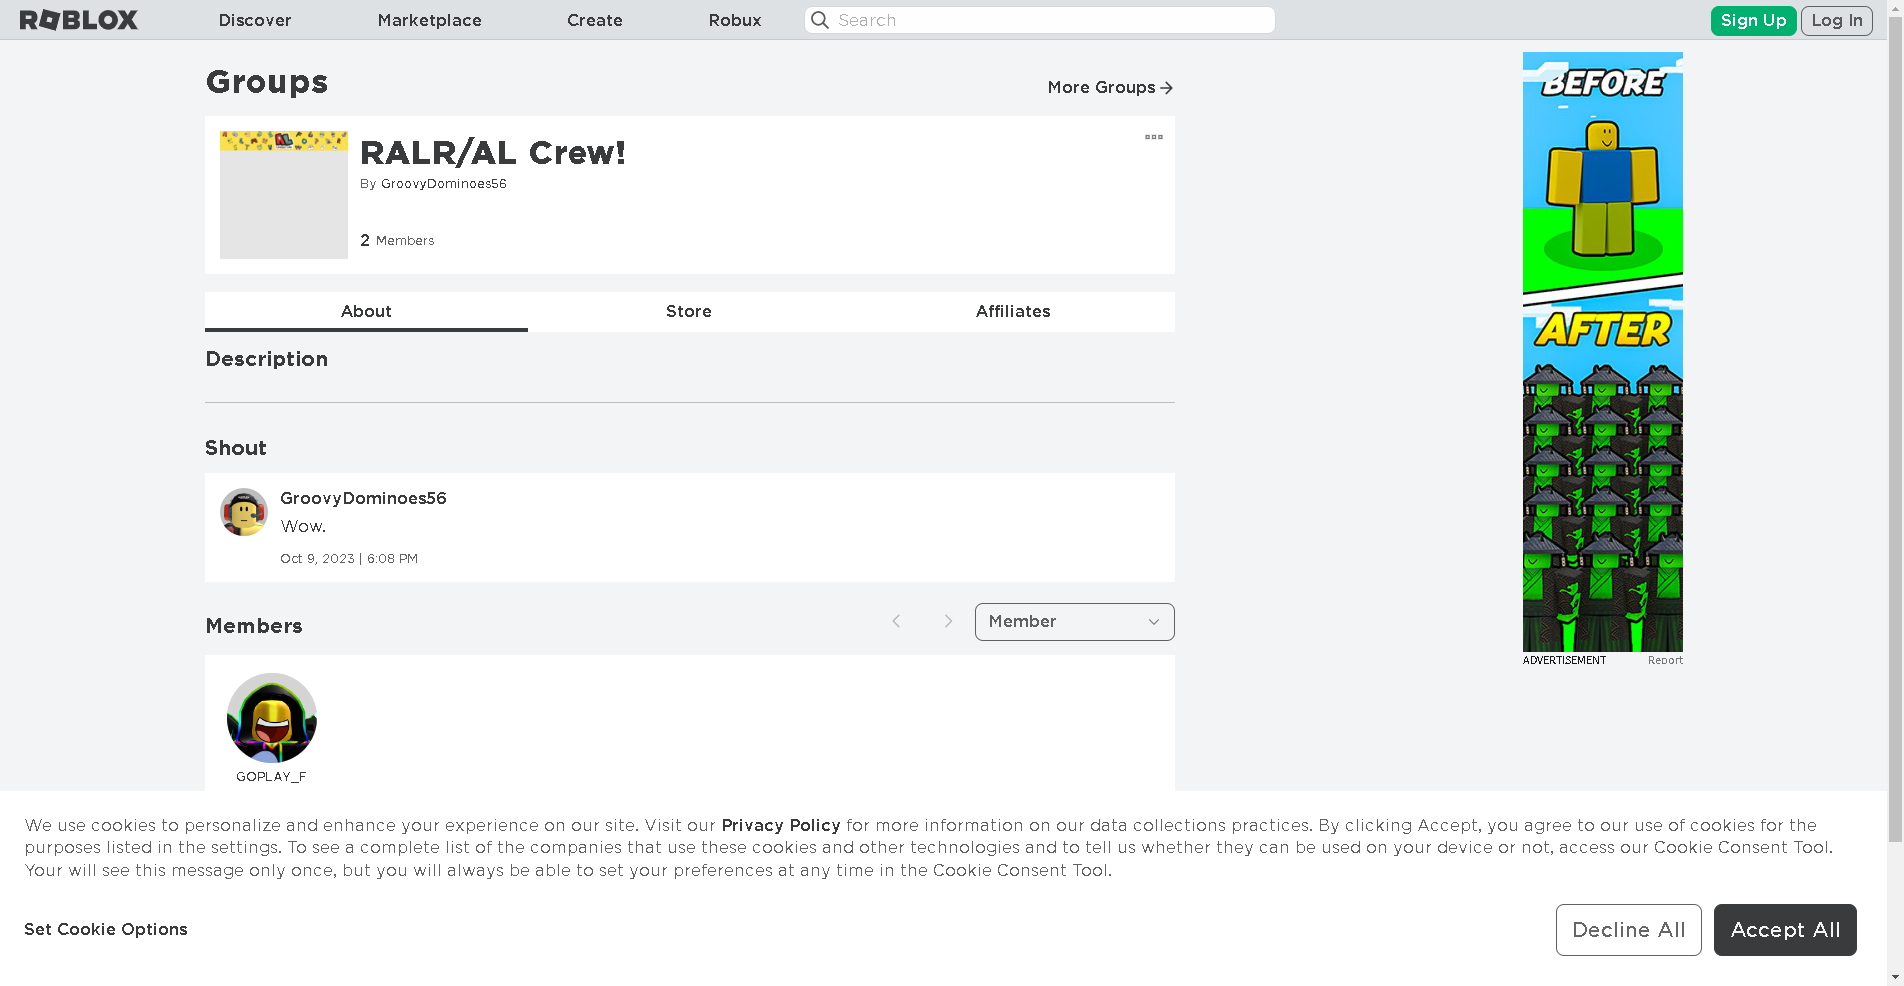 ROBLOX Discover Marketplace Create Robux Search Sign Up Log In
Groups
More Groups
AL
RALR/AL Crew!
By GroovyDominoes56
2 Members
About Store Affiliates
Description
Shout
GroovyDominoes56
Wow.
Oct 9, 2023 | 6:08 PM
Members
Member
GOPLAY_F
BEFORE
AFTER
ADVERTISEMENT Report
We use cookies to personalize and enhance your experience on our site. Visit our Privacy Policy for more information on our data collections practices. By clicking Accept, you agree to our use of cookies for the
purposes listed in the settings. To see a complete list of the companies that use these cookies and other technologies and to tell us whether they can be used on your device or not, access our Cookie Consent Tool.
Your will see this message only once, but you will always be able to set your preferences at any time in the Cookie Consent Tool.
Set Cookie Options
Decline All
Accept All